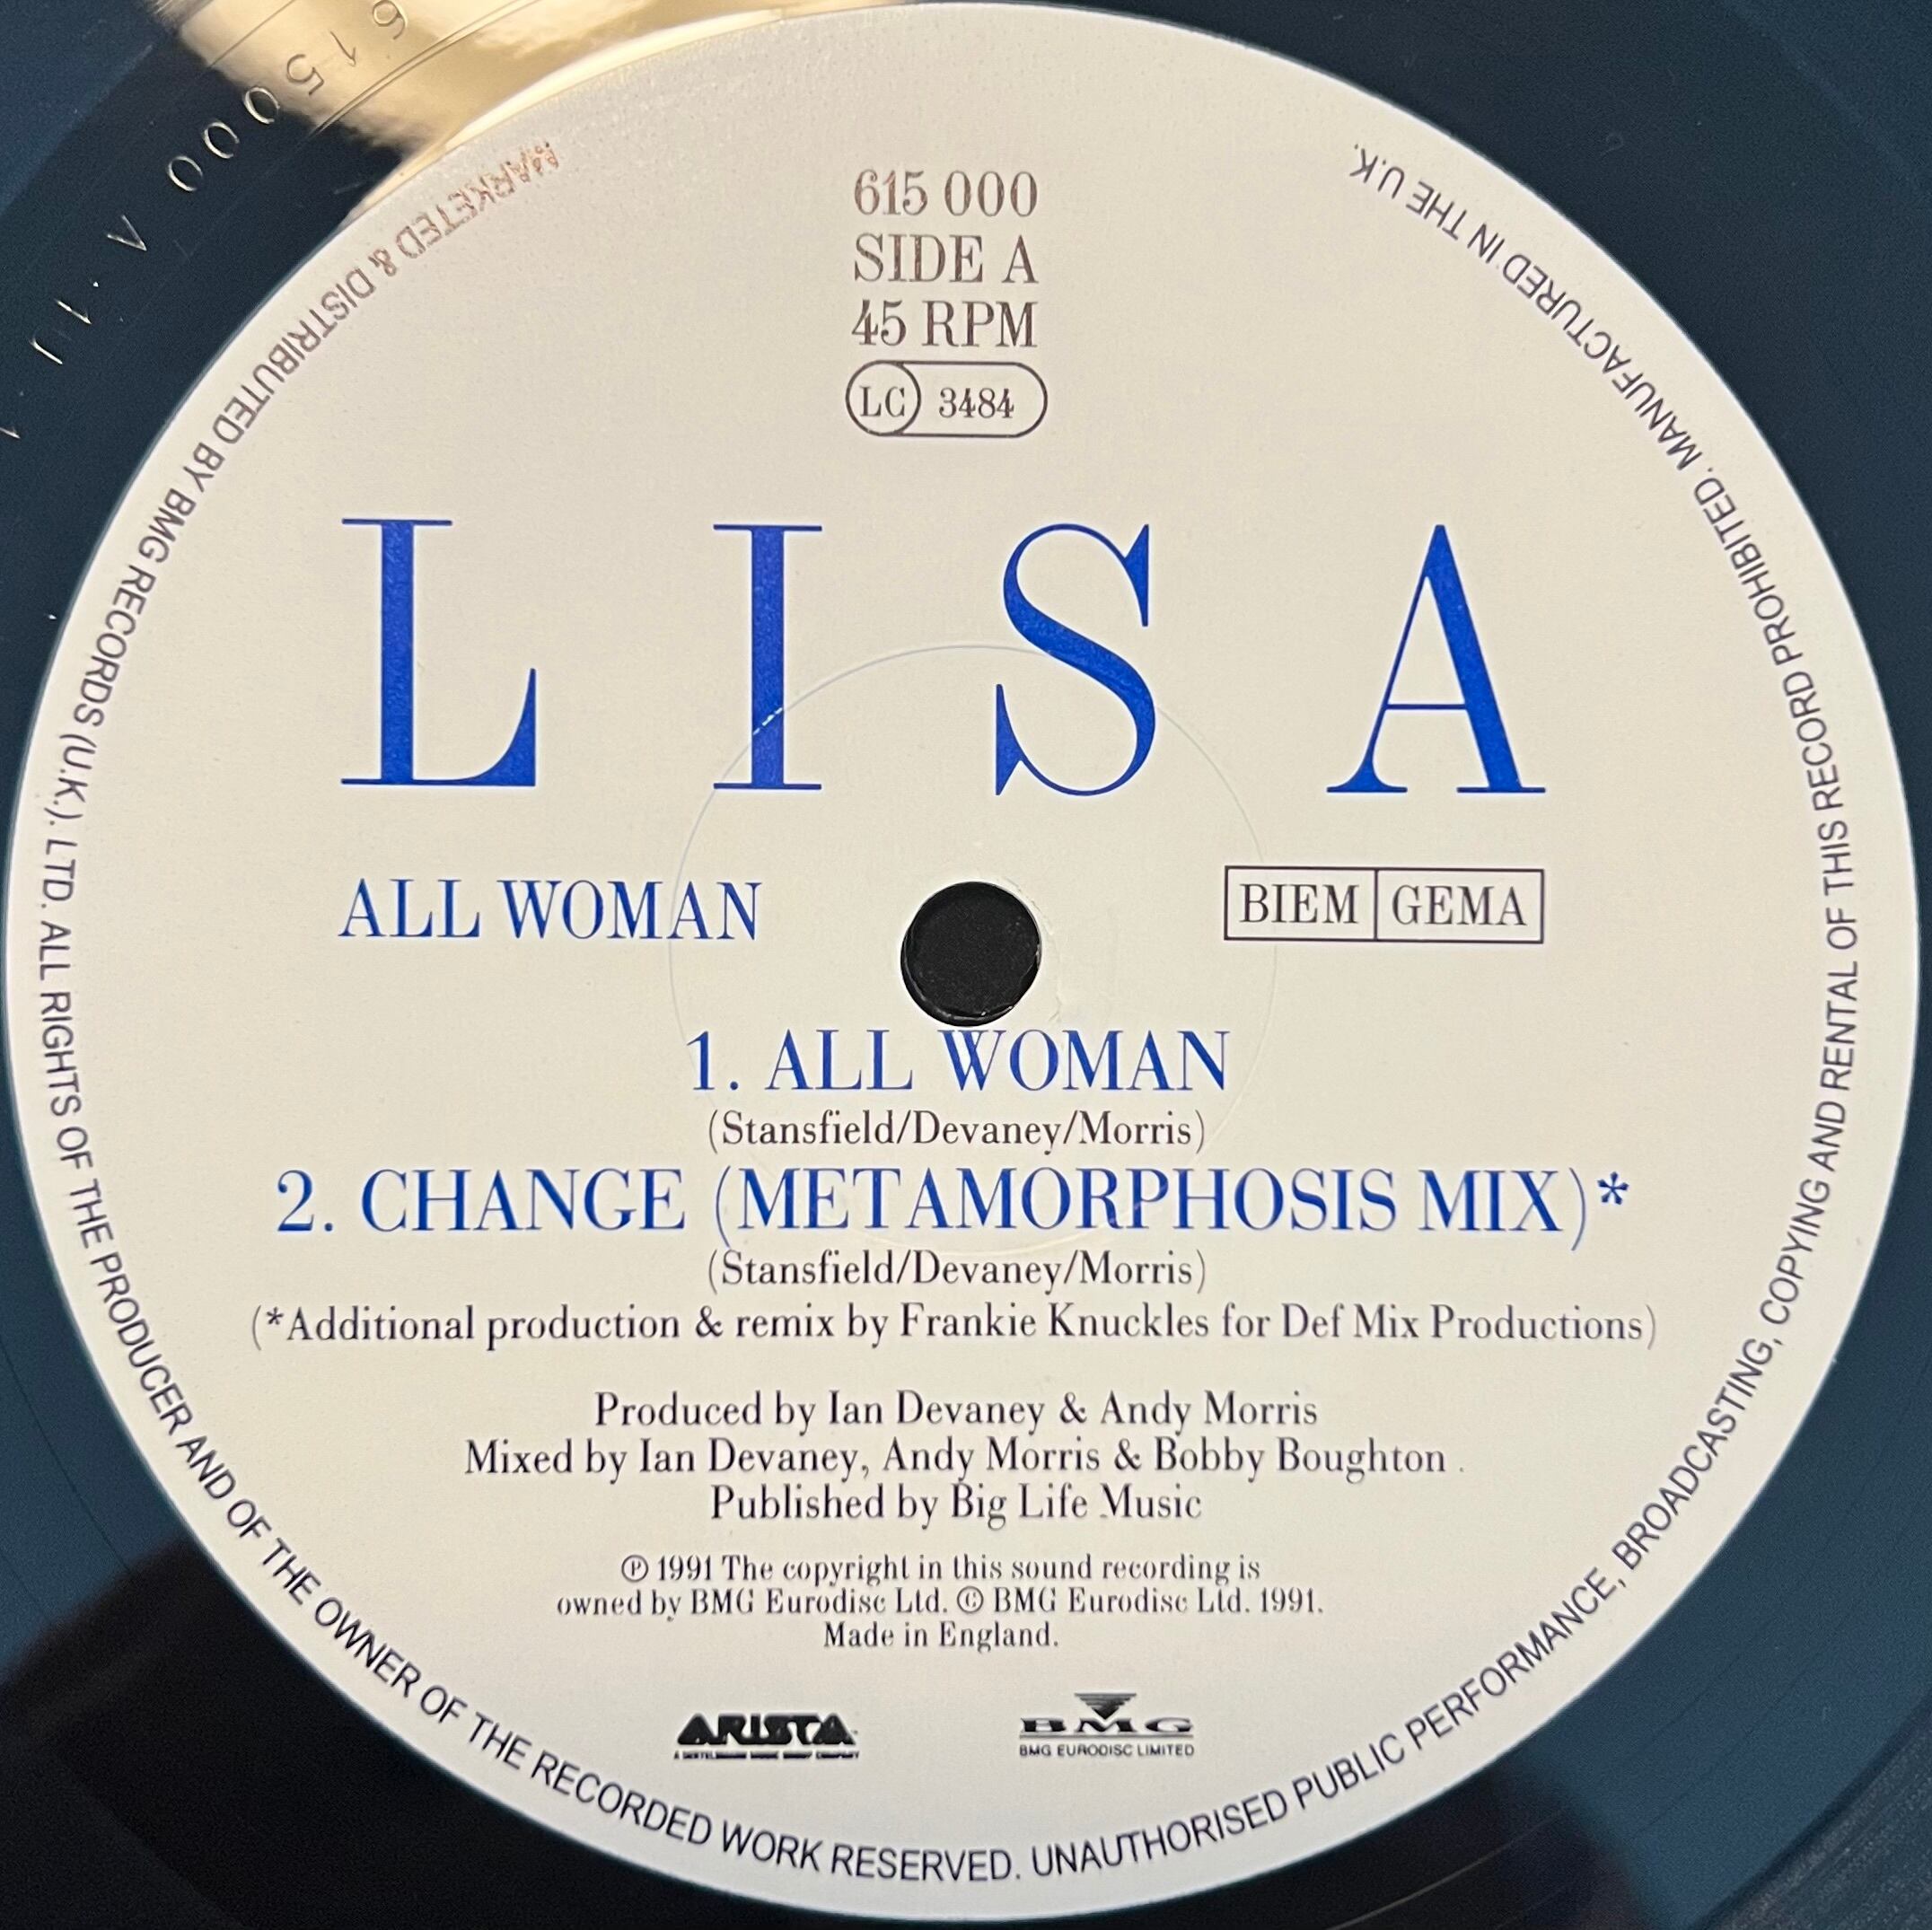 615 000
SIDE A
45 RPM
LC 3484
LISA
ALL WOMAN
BIEM GEMA
1. ALL WOMAN
(Stansfield/Devaney/Morris)
2. CHANGE (METAMORPHOSIS MIX)*
(Stansfield/Devaney/Morris)
(*Additional production & remix by Frankie Knuckles for Def Mix Productions)
Produced by Ian Devaney & Andy Morris
Mixed by Ian Devaney, Andy Morris & Bobby Boughton .
Published by Big Life Music
℗ 1991 The copyright in this sound recording is
owned by BMG Eurodisc Ltd. © BMG Eurodisc Ltd. 1991.
Made in England.
ARISTA
A BERTELSMANN MUSIC GROUP COMPANY
BMG
BMG EURODISC LIMITED
MARKETED & DISTRIBUTED BY BMG RECORDS (U.K.). LTD. ALL RIGHTS OF THE PRODUCER AND OF THE OWNER OF THE RECORDED WORK RESERVED. UNAUTHORISED PUBLIC PERFORMANCE, BROADCASTING, COPYING AND RENTAL OF THIS RECORD PROHIBITED. MANUFACTURED IN THE U.K.
615000 A